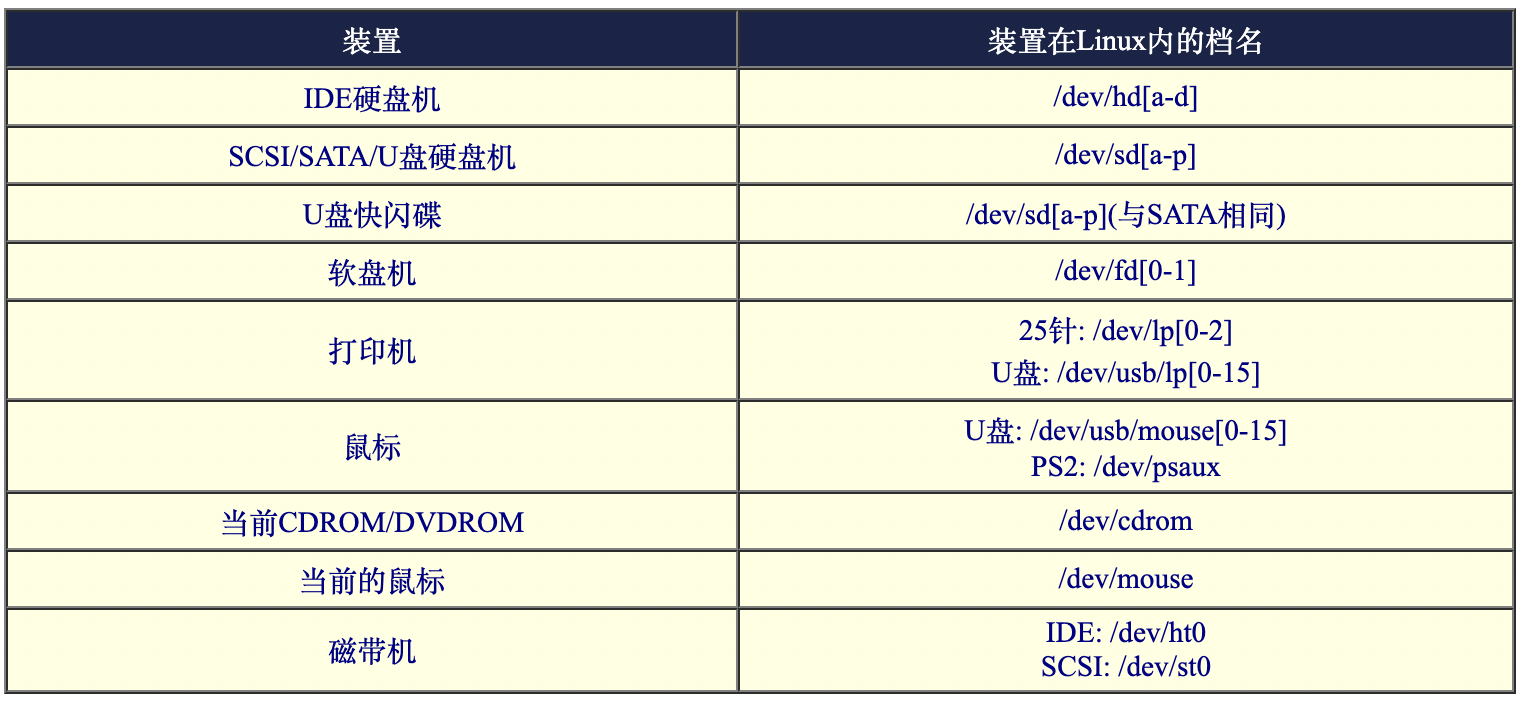 装置
装置在Linux内的档名
IDE硬盘机
/dev/hd[a-d]
SCSI/SATA/U盘硬盘机
/dev/sd[a-p]
U盘快闪碟
/dev/sd[a-p](与SATA相同)
软盘机
/dev/fd[0-1]
打印机
25针: /dev/lp[0-2]
U盘: /dev/usb/lp[0-15]
鼠标
U盘: /dev/usb/mouse[0-15]
PS2: /dev/psaux
当前CDROM/DVDROM
/dev/cdrom
当前的鼠标
/dev/mouse
磁带机
IDE: /dev/ht0
SCSI: /dev/st0